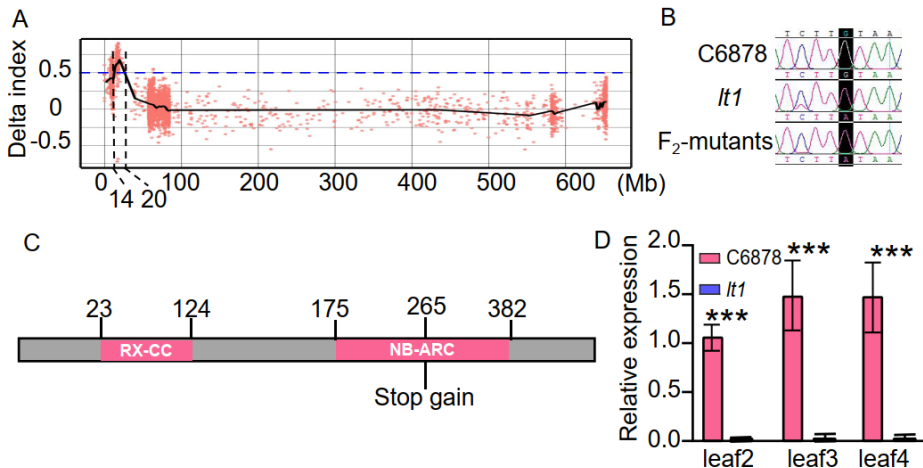 A
Delta index
0.5
0
-0.5
0 100 200 300 400 500 600 (Mb)
14 20
B
T C T T G T A A
C6878
T C T T G T A A
lt1
T C T T A T A A
F2-mutants
T C T T A T A A
C
23 124 175 265 382
RX-CC NB-ARC
Stop gain
D
Relative expression
2.0
1.5
1.0
0.5
0.0
C6878
lt1
*** *** ***
leaf2 leaf3 leaf4